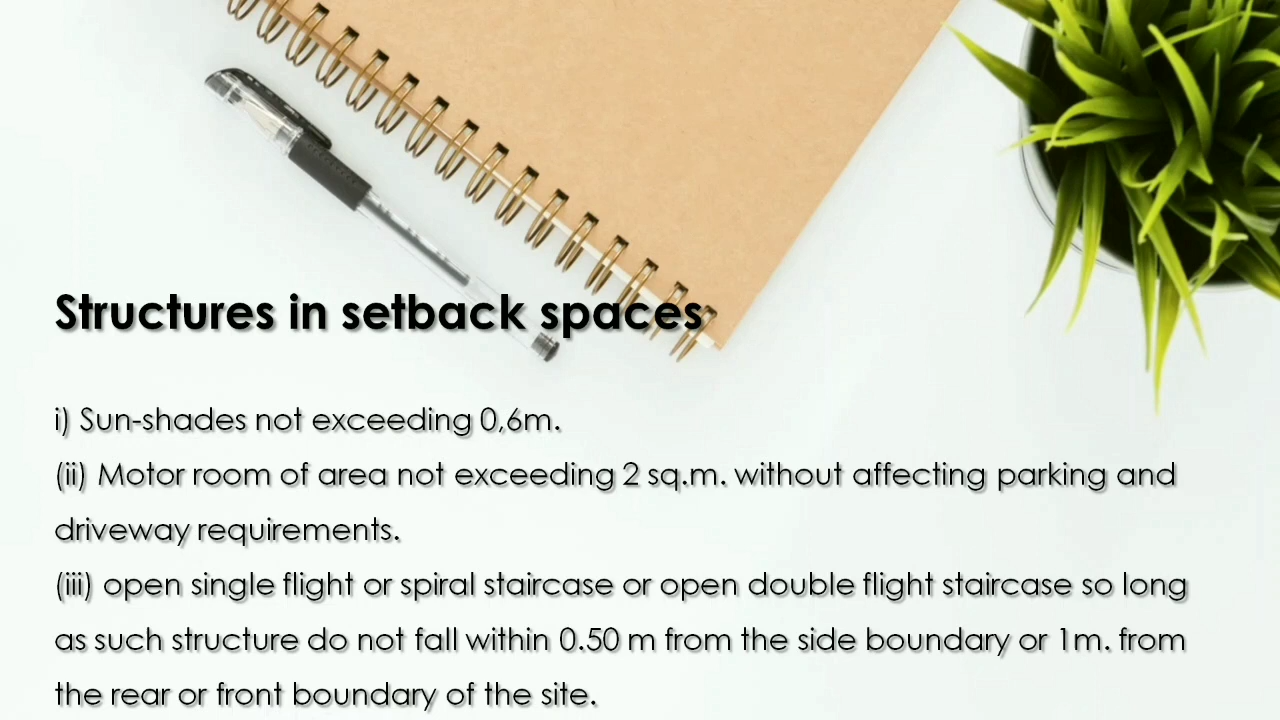 Structures in setback spaces
i) Sun-shades not exceeding 0,6m.
(ii) Motor room of area not exceeding 2 sq.m. without affecting parking and
driveway requirements.
(iii) open single flight or spiral staircase or open double flight staircase so long
as such structure do not fall within 0.50 m from the side boundary or 1m. from
the rear or front boundary of the site.